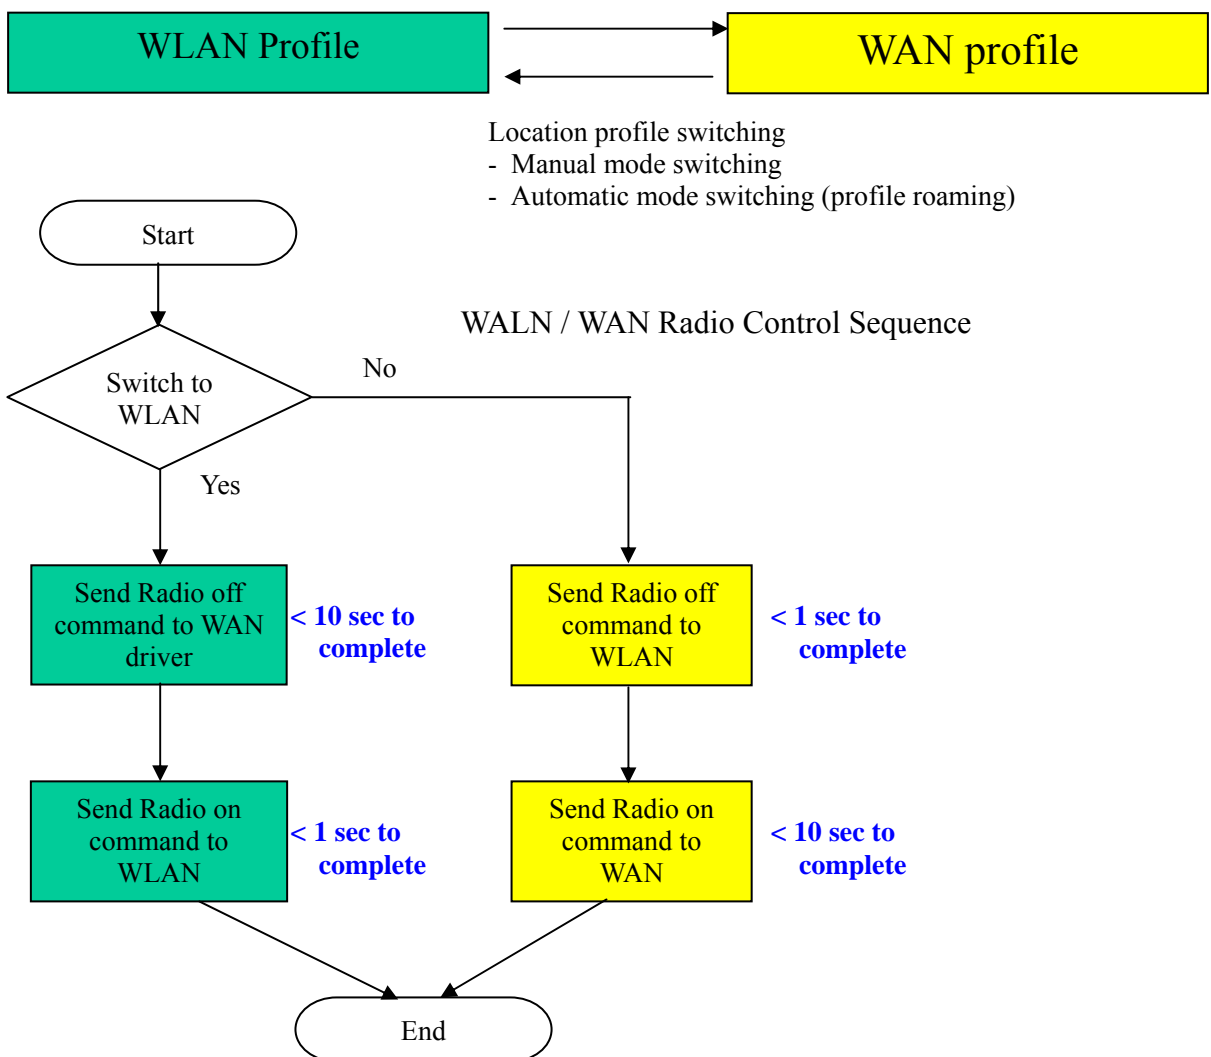 WLAN Profile
WAN profile
Location profile switching
- Manual mode switching
- Automatic mode switching (profile roaming)
Start
WALN / WAN Radio Control Sequence
Switch to
WLAN
No
Yes
Send Radio off
command to WAN
driver
< 10 sec to
complete
Send Radio off
command to
WLAN
< 1 sec to
complete
Send Radio on
command to
WLAN
< 1 sec to
complete
Send Radio on
command to
WAN
< 10 sec to
complete
End